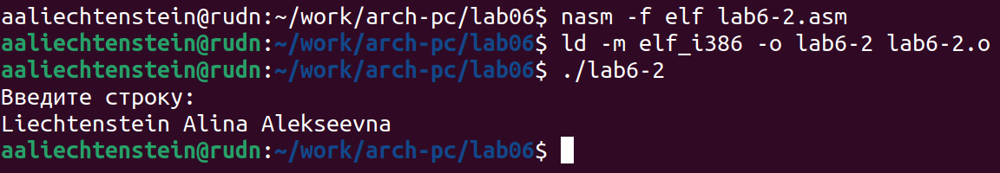 aaliechtenstein@rudn:~/work/arch-pc/lab06$ nasm -f elf lab6-2.asm
aaliechtenstein@rudn:~/work/arch-pc/lab06$ ld -m elf_i386 -o lab6-2 lab6-2.o
aaliechtenstein@rudn:~/work/arch-pc/lab06$ ./lab6-2
Введите строку:
Liechtenstein Alina Alekseevna
aaliechtenstein@rudn:~/work/arch-pc/lab06$